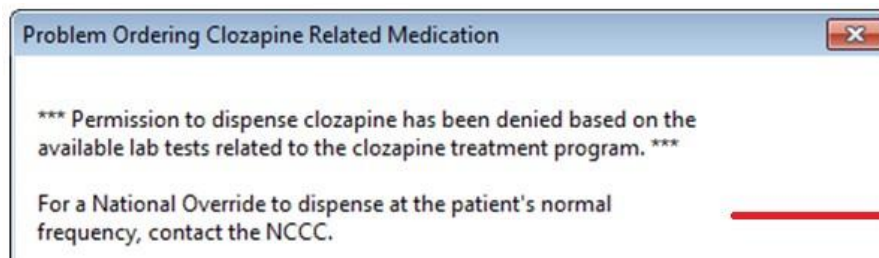 Problem Ordering Clozapine Related Medication
*** Permission to dispense clozapine has been denied based on the
available lab tests related to the clozapine treatment program. ***
For a National Override to dispense at the patient's normal
frequency, contact the NCCC.